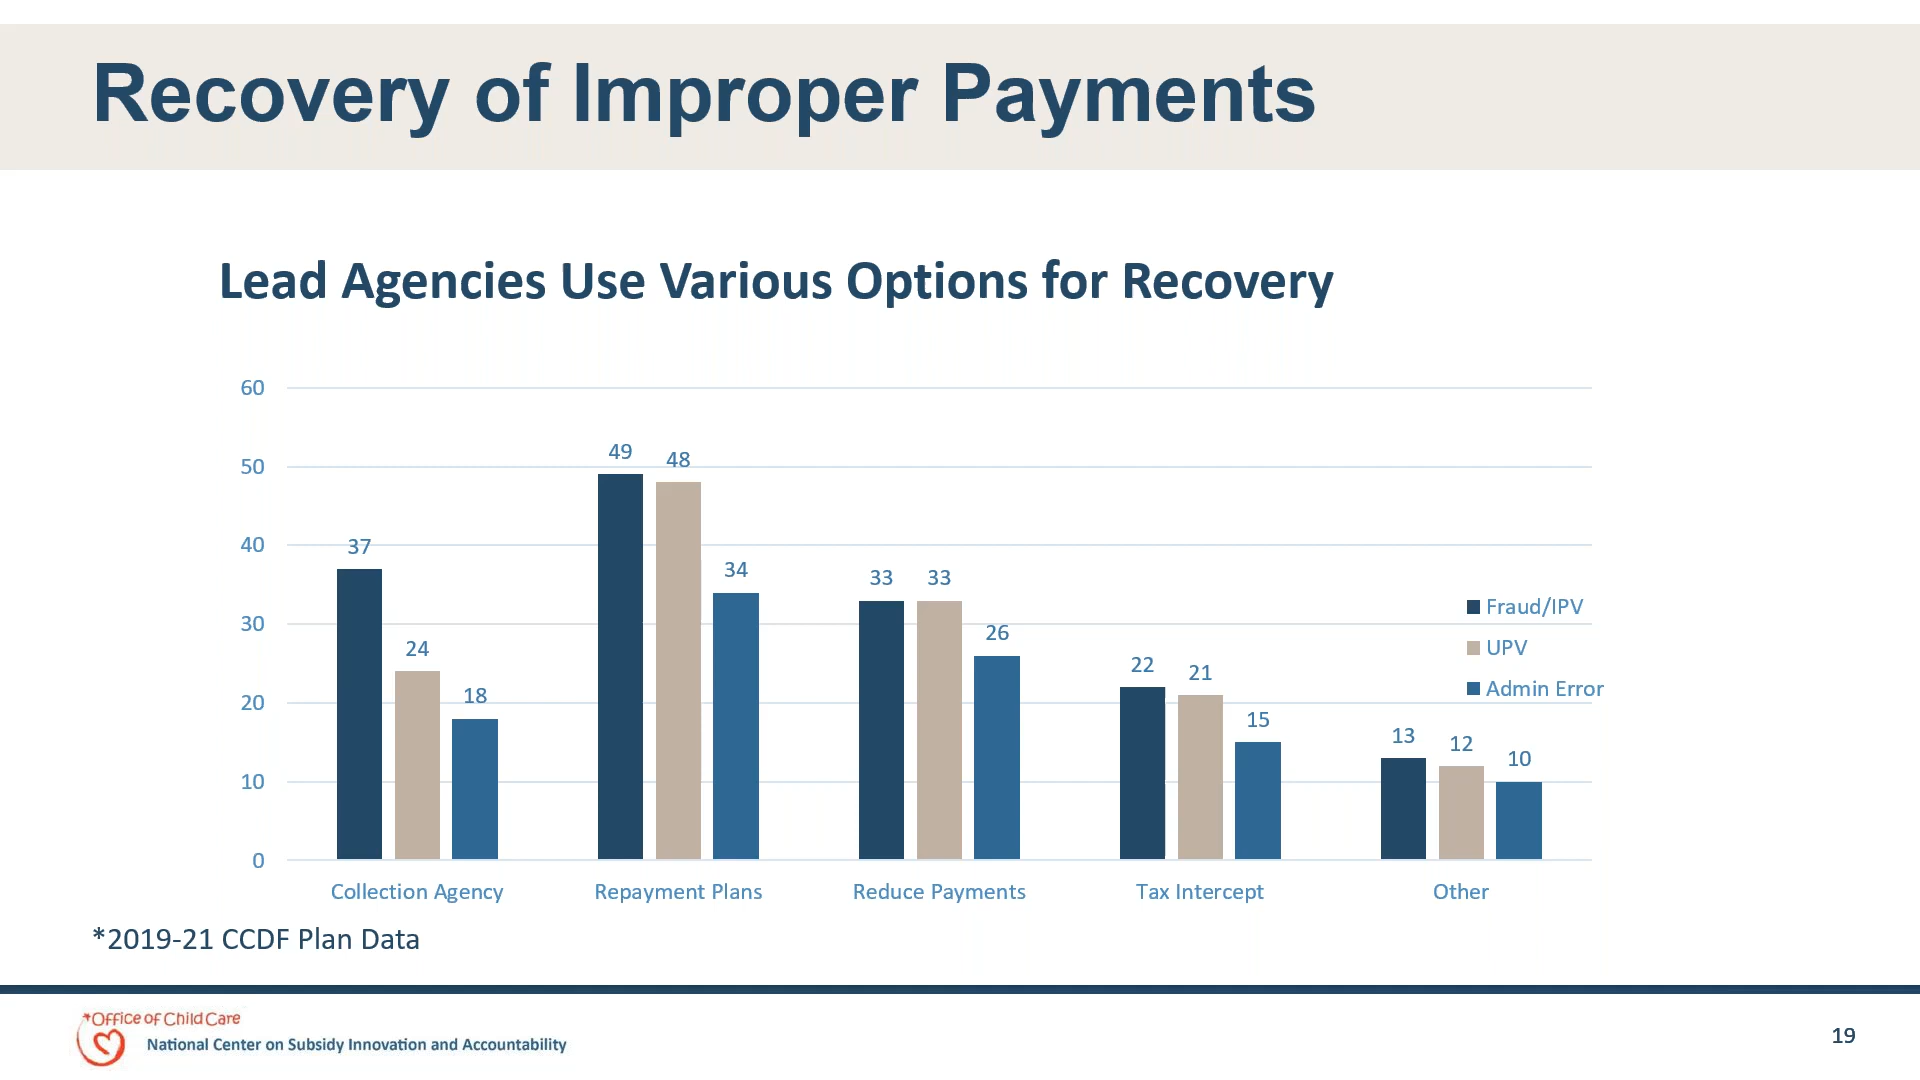 Recovery of Improper Payments
Lead Agencies Use Various Options for Recovery
60
50
40
30
20
10
0
37
24
18
49
48
34
33
33
26
22
21
15
13
12
10
Fraud/IPV
UPV
Admin Error
Collection Agency
Repayment Plans
Reduce Payments
Tax Intercept
Other
*2019-21 CCDF Plan Data
Office of Child Care
National Center on Subsidy Innovation and Accountability
19